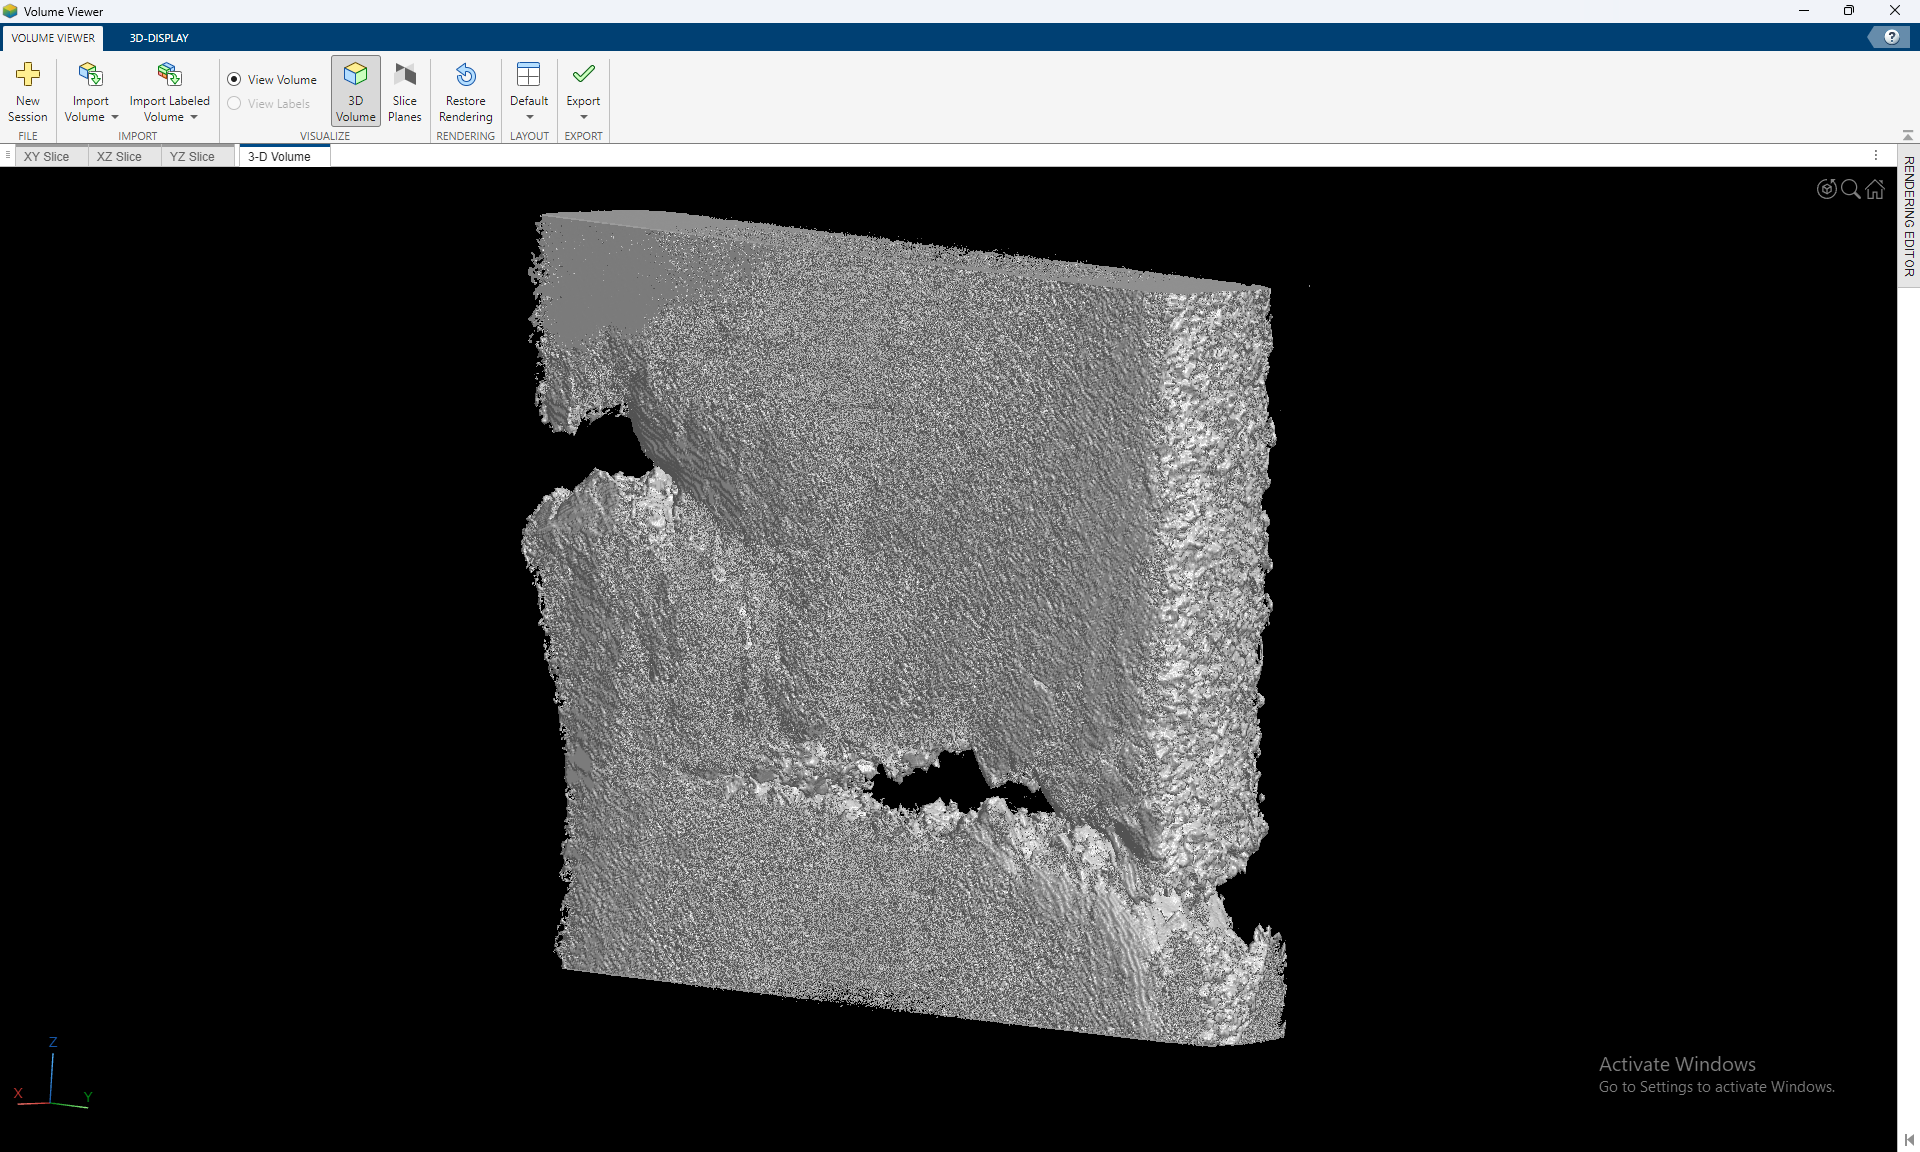 Volume Viewer
VOLUME VIEWER
3D-DISPLAY
?
New
Session
Import
Volume
Import Labeled
Volume
View Volume
View Labels
3D
Volume
Slice
Planes
Restore
Rendering
Default
Export
FILE
IMPORT
VISUALIZE
RENDERING
LAYOUT
EXPORT
XY Slice
XZ Slice
YZ Slice
3-D Volume
RENDERING EDITOR
Z
X
Y
Activate Windows
Go to Settings to activate Windows.